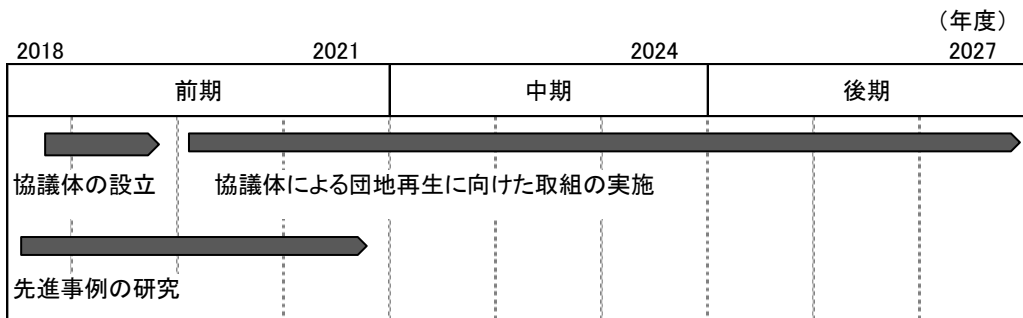 (年度)
2018 2021 2024 2027
前期 中期 後期
協議体の設立 協議体による団地再生に向けた取組の実施
先進事例の研究